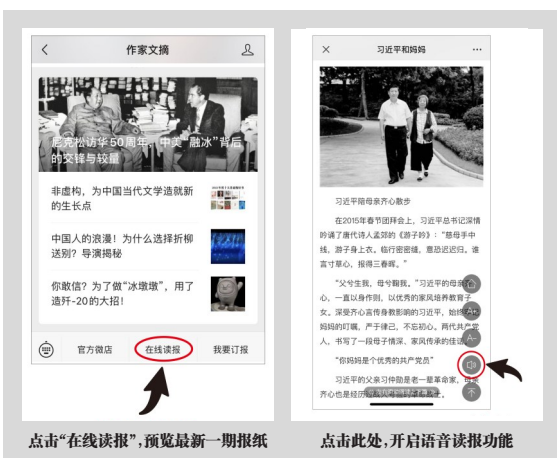 作家文摘
尼克松访华50周年，中美“融冰”背后
的交锋与较量
非虚构，为中国当代文学造就新
的生长点
中国人的浪漫！为什么选择折柳
送别？导演揭秘
你敢信？为了做“冰墩墩”，用了
造歼-20的大招！
官方微店
在线读报
我要订报
点击“在线读报”，预览最新一期报纸
习近平和妈妈
习近平陪母亲齐心散步
在2015年春节团拜会上，习近平总书记深情
吟诵了唐代诗人孟郊的《游子吟》：“慈母手中
线，游子身上衣。临行密密缝，意恐迟迟归。谁
言寸草心，报得三春晖。”
“父兮生我，母兮鞠我。”习近平的母亲齐
心，一直以身作则，以优秀的家风培养教育子
女。深受齐心言传身教影响的习近平，始终
妈妈的叮嘱，严于律己，不忘初心。两代共产党
人，书写了一段母子情深、家风传承的佳话
“你妈妈是个优秀的共产党员”
习近平的父亲习仲勋是老一辈革命家，母亲
齐心也是经历
A-
点击此处，开启语音读报功能